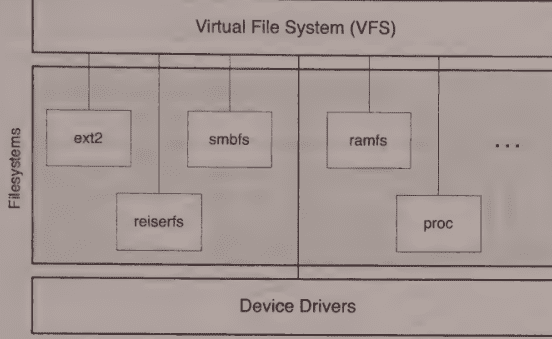 Virtual File System (VFS)
Filesystems
ext2
smbfs
ramfs
...
reiserfs
proc
Device Drivers